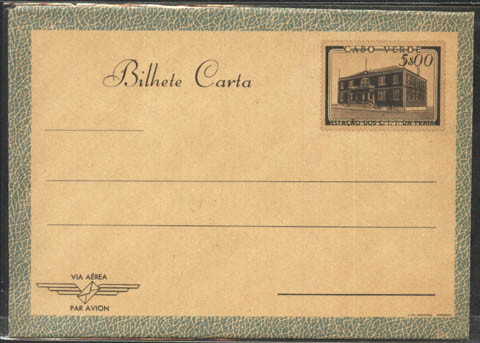 CABO VERDE
5$00
Bilhete Carta
ESTAÇÃO DOS C.T.T. DA PRAIA
VIA AÉREA
PAR AVION